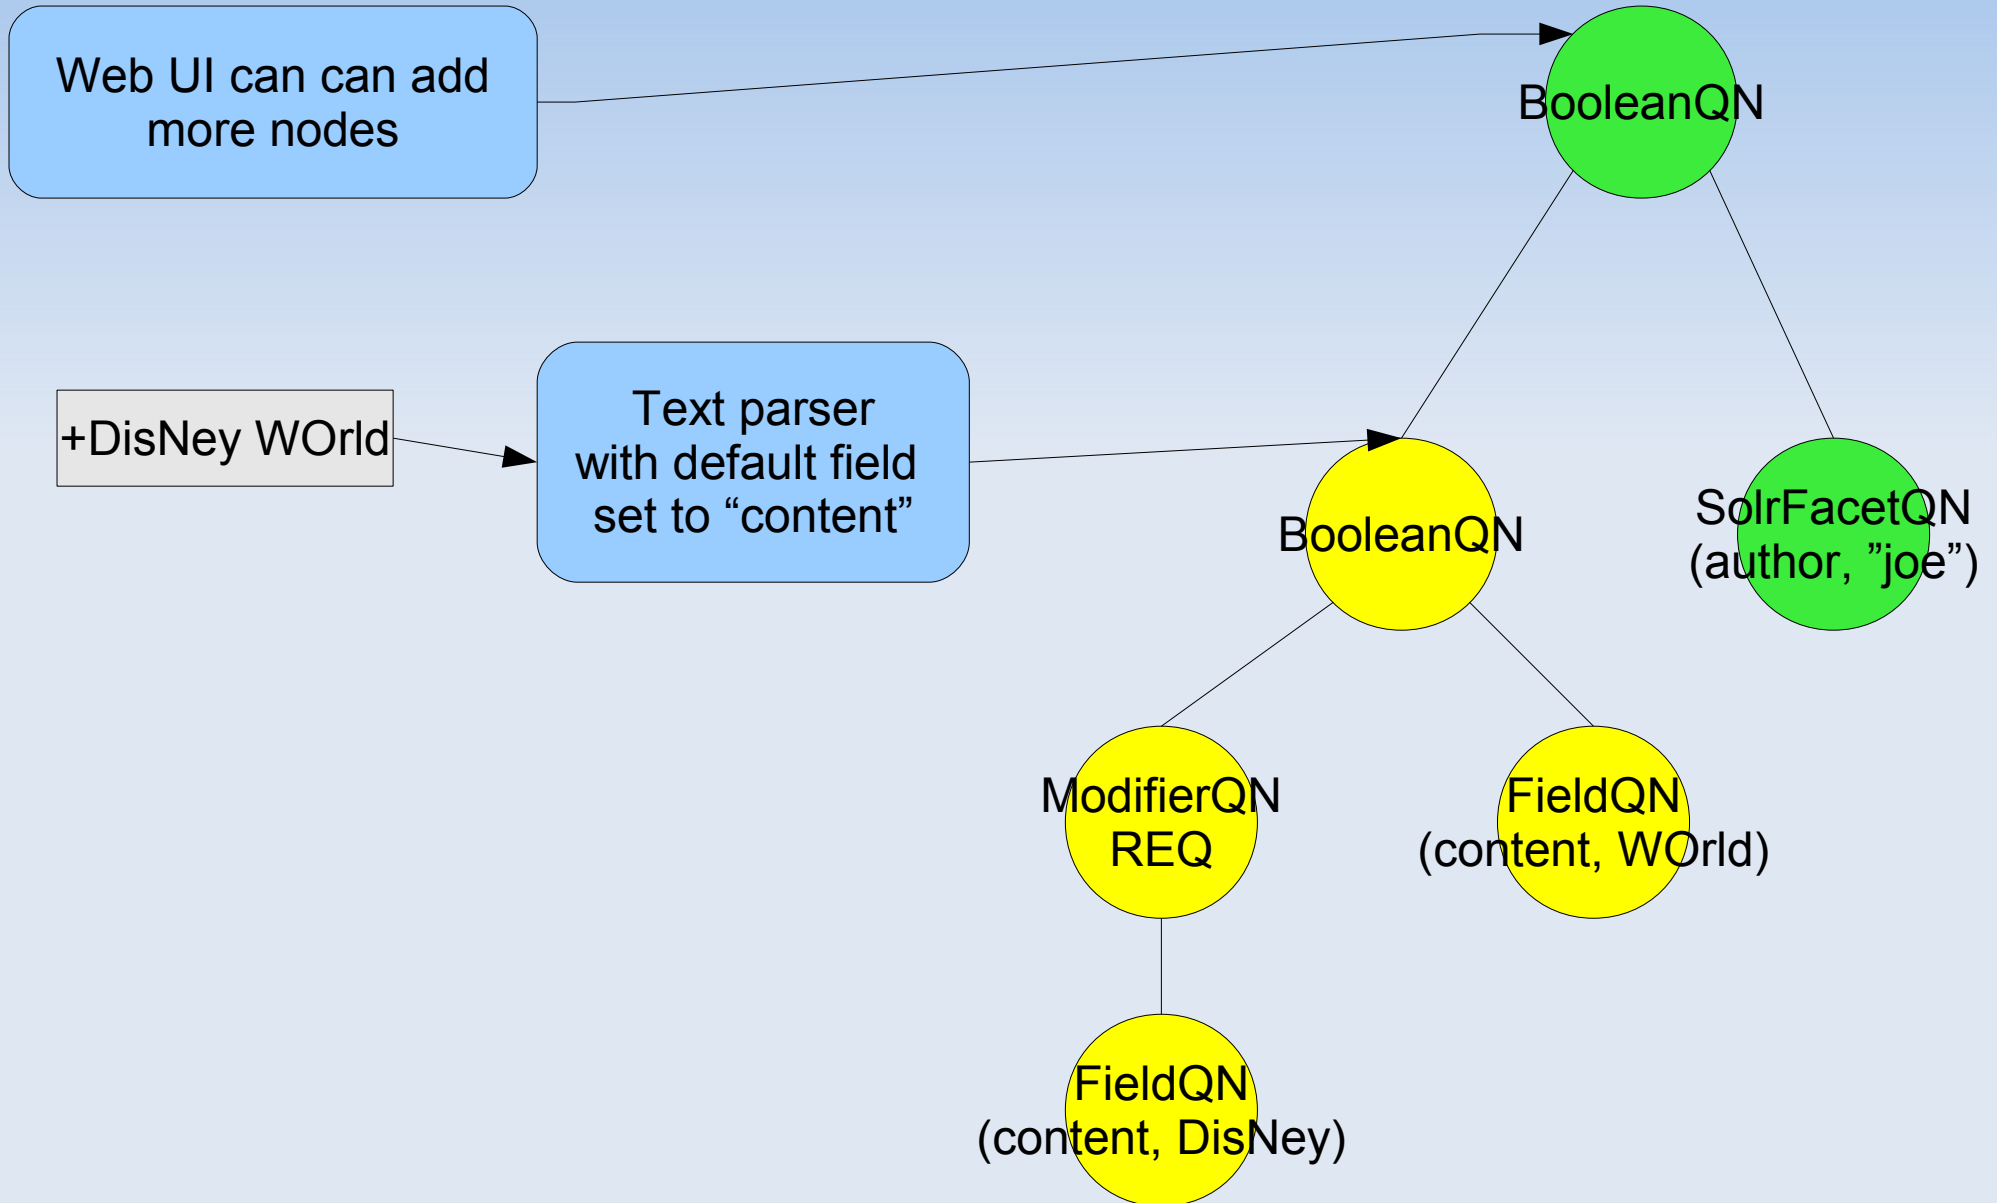 Web UI can can add
more nodes
BooleanQN
+DisNey WOrld
Text parser
with default field
set to “content”
BooleanQN
SolrFacetQN
(author, ”joe”)
ModifierQN
REQ
FieldQN
(content, WOrld)
FieldQN
(content, DisNey)